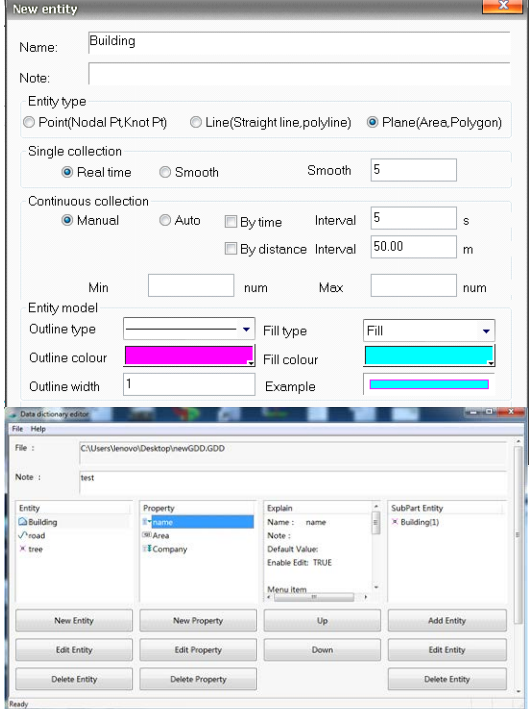 New entity
Name: Building
Note:
Entity type
Point(Nodal Pt,Knot Pt) Line(Straight line,polyline) Plane(Area,Polygon)
Single collection
Real time Smooth Smooth 5
Continuous collection
Manual Auto By time Interval 5 s
By distance Interval 50.00 m
Min num Max num
Entity model
Outline type Fill type Fill
Outline colour Fill colour
Outline width 1 Example
Data dictionary editor
File Help
File : C:\Users\lenovo\Desktop\newGDD.GDD
Note : test
Entity Property Explain SubPart Entity
Building name Name : name Building(1)
road Area Note :
tree Company Default Value:
Enable Edit: TRUE
Menu item
New Entity New Property Up Add Entity
Edit Entity Edit Property Down Edit Entity
Delete Entity Delete Property Delete Entity
Ready